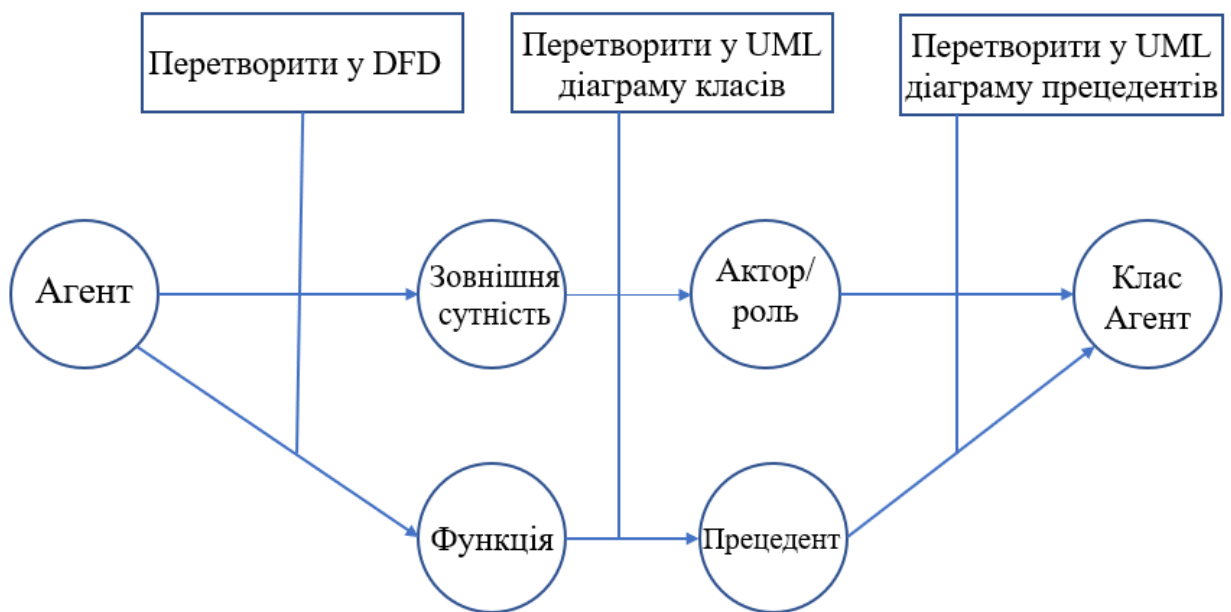 Перетворити у DFD
Перетворити у UML
діаграму класів
Перетворити у UML
діаграму прецедентів
Агент
Зовнішня
сутність
Актор/
роль
Клас
Агент
Функція
Прецедент